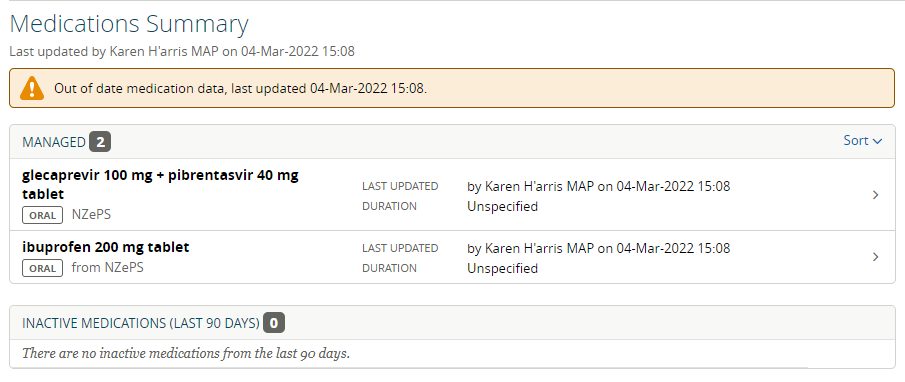 Medications Summary
Last updated by Karen H'arris MAP on 04-Mar-2022 15:08
Out of date medication data, last updated 04-Mar-2022 15:08.
MANAGED 2 Sort
glecaprevir 100 mg + pibrentasvir 40 mg
tablet
ORAL NZePS
LAST UPDATED by Karen H'arris MAP on 04-Mar-2022 15:08
DURATION Unspecified
ibuprofen 200 mg tablet
ORAL from NZePS
LAST UPDATED by Karen H'arris MAP on 04-Mar-2022 15:08
DURATION Unspecified
INACTIVE MEDICATIONS (LAST 90 DAYS) 0
There are no inactive medications from the last 90 days.